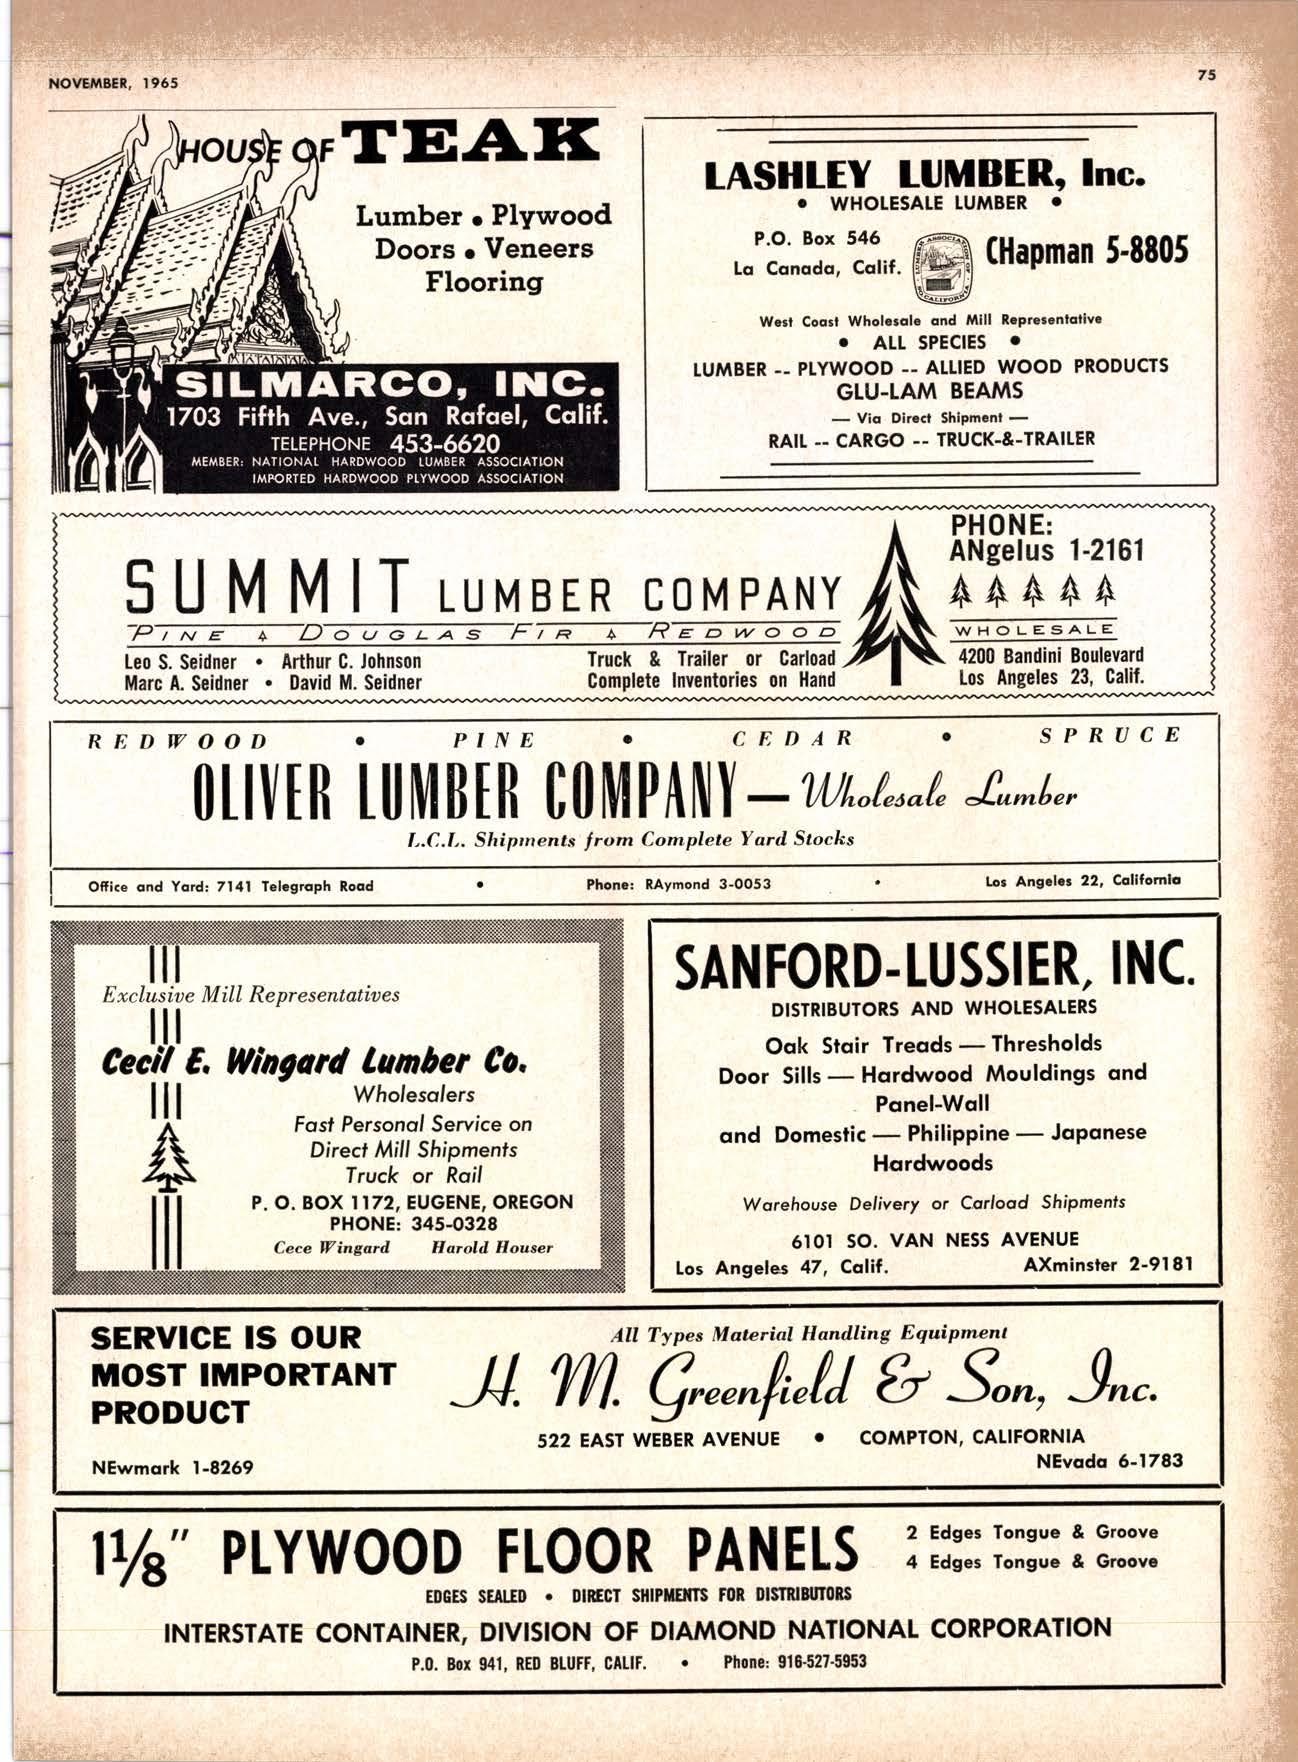 NOVEMBER, 1965
75
HOUSE OF TEAK
Lumber • Plywood
Doors • Veneers
Flooring
SILMARCO, INC.
1703 Fifth Ave., San Rafael, Calif.
TELEPHONE 453-6620
MEMBER: NATIONAL HARDWOOD LUMBER ASSOCIATION
IMPORTED HARDWOOD PLYWOOD ASSOCIATION
LASHLEY LUMBER, Inc.
• WHOLESALE LUMBER •
P.O. Box 546
La Canada, Calif.
LUMBER ASSOCIATION OF SO CALIFORNIA
CHapman 5-8805
West Coast Wholesale and Mill Representative
• ALL SPECIES •
LUMBER -- PLYWOOD -- ALLIED WOOD PRODUCTS
GLU-LAM BEAMS
— Via Direct Shipment —
RAIL -- CARGO -- TRUCK-&-TRAILER
SUMMIT LUMBER COMPANY
PINE DOUGLAS FIR REDWOOD
Leo S. Seidner • Arthur C. Johnson
Marc A. Seidner • David M. Seidner
Truck & Trailer or Carload
Complete Inventories on Hand
PHONE:
ANgelus 1-2161
WHOLESALE
4200 Bandini Boulevard
Los Angeles 23, Calif.
REDWOOD • PINE • CEDAR • SPRUCE
OLIVER LUMBER COMPANY — Wholesale Lumber
L.C.L. Shipments from Complete Yard Stocks
Office and Yard: 7141 Telegraph Road • Phone: RAymond 3-0053 • Los Angeles 22, California
Exclusive Mill Representatives
Cecil E. Wingard Lumber Co.
Wholesalers
Fast Personal Service on
Direct Mill Shipments
Truck or Rail
P. O. BOX 1172, EUGENE, OREGON
PHONE: 345-0328
Cece Wingard Harold Houser
SANFORD-LUSSIER, INC.
DISTRIBUTORS AND WHOLESALERS
Oak Stair Treads — Thresholds
Door Sills — Hardwood Mouldings and
Panel-Wall
and Domestic — Philippine — Japanese
Hardwoods
Warehouse Delivery or Carload Shipments
6101 SO. VAN NESS AVENUE
Los Angeles 47, Calif. AXminster 2-9181
SERVICE IS OUR
MOST IMPORTANT
PRODUCT
NEwmark 1-8269
All Types Material Handling Equipment
H. M. Greenfield & Son, Inc.
522 EAST WEBER AVENUE • COMPTON, CALIFORNIA
NEvada 6-1783
1⅛" PLYWOOD FLOOR PANELS
2 Edges Tongue & Groove
4 Edges Tongue & Groove
EDGES SEALED • DIRECT SHIPMENTS FOR DISTRIBUTORS
INTERSTATE CONTAINER, DIVISION OF DIAMOND NATIONAL CORPORATION
P.O. Box 941, RED BLUFF, CALIF. • Phone: 916-527-5953